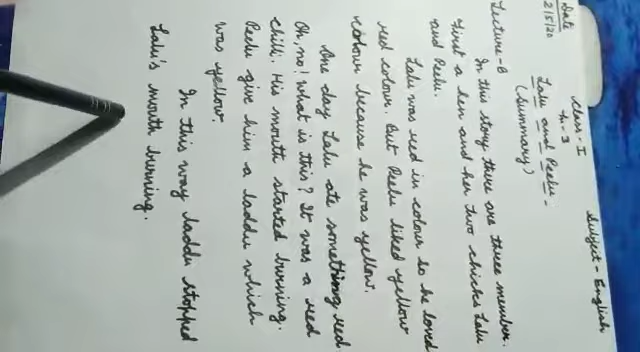 Subject - English
Class - I
h - 3
Date
2/5/20
Lalu and Peelu -
(Summary)
Lecture - 8
In this story there are three member.
First a hen and her two chicks Lalu
and Peelu.
Lalu was red in colour so he loved
red colour. But Peelu liked yellow
colour because he was yellow.
One day Lalu ate something red
Oh, no! what is this? It was a red
chilli. His mouth started burning.
Peelu give him a laddu which
was yellow.
In this way laddu stopped
Lalu's mouth burning.